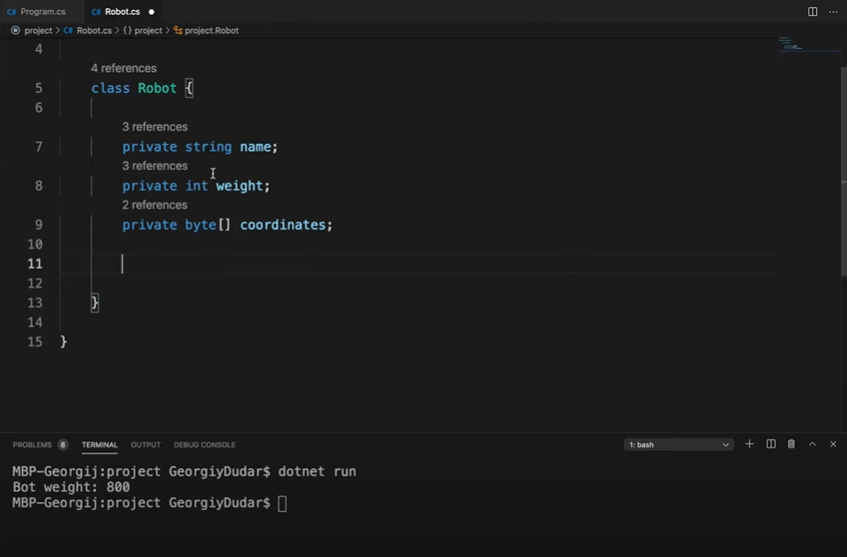 C# Program.cs C# Robot.cs
project > C# Robot.cs > {} project > project.Robot
4
4 references
5 class Robot {
6
3 references
7 private string name;
3 references
8 private int weight;
2 references
9 private byte[] coordinates;
10
11
12
13 }
14
15 }
PROBLEMS 8 TERMINAL OUTPUT DEBUG CONSOLE 1: bash
MBP-Georgij:project GeorgiyDudar$ dotnet run
Bot weight: 800
MBP-Georgij:project GeorgiyDudar$